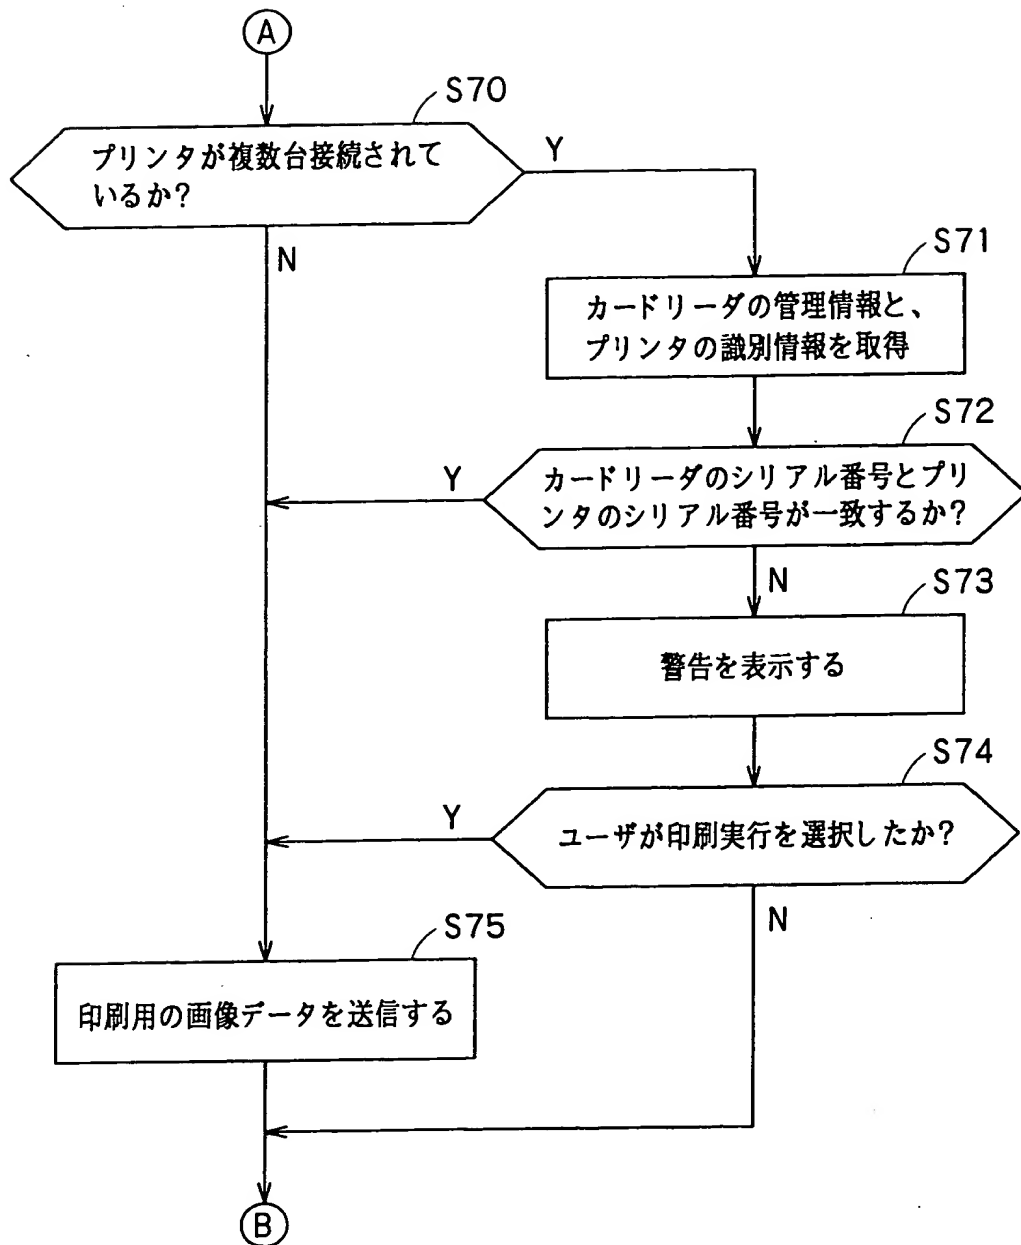 A
S70
プリンタが複数台接続されて
いるか?
Y
N
S71
カードリーダの管理情報と、
プリンタの識別情報を取得
S72
カードリーダのシリアル番号とプリ
ンタのシリアル番号が一致するか?
Y
N
S73
警告を表示する
S74
ユーザが印刷実行を選択したか?
Y
N
S75
印刷用の画像データを送信する
B